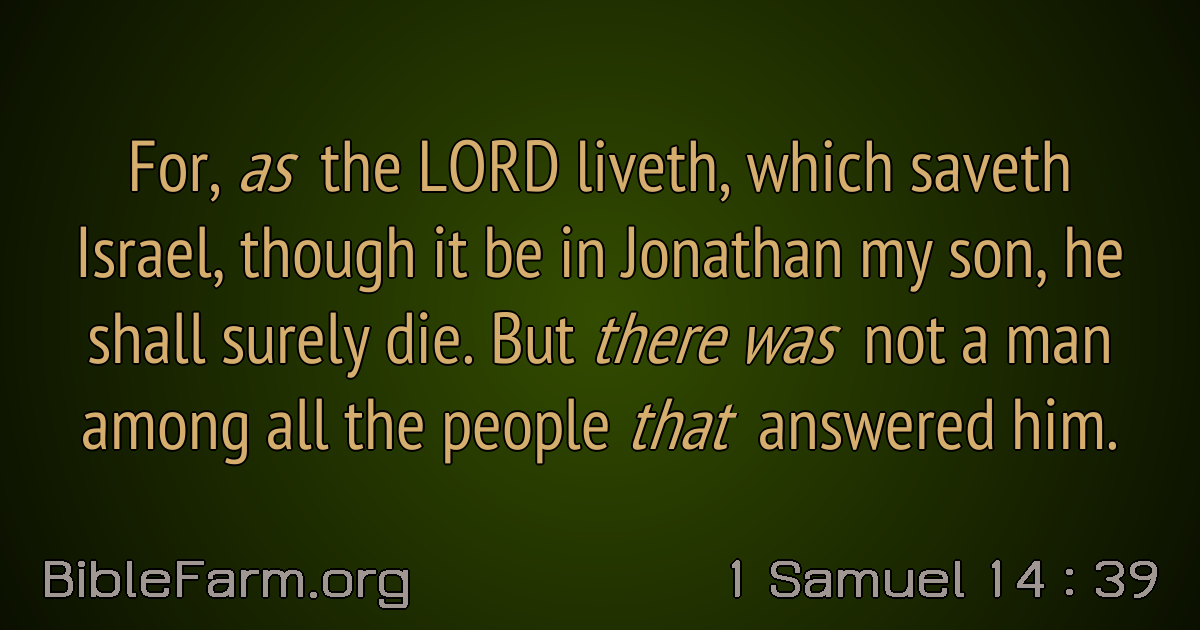 For, as the LORD liveth, which saveth
Israel, though it be in Jonathan my son, he
shall surely die. But there was not a man
among all the people that answered him.
BibleFarm.org
1 Samuel 14 : 39